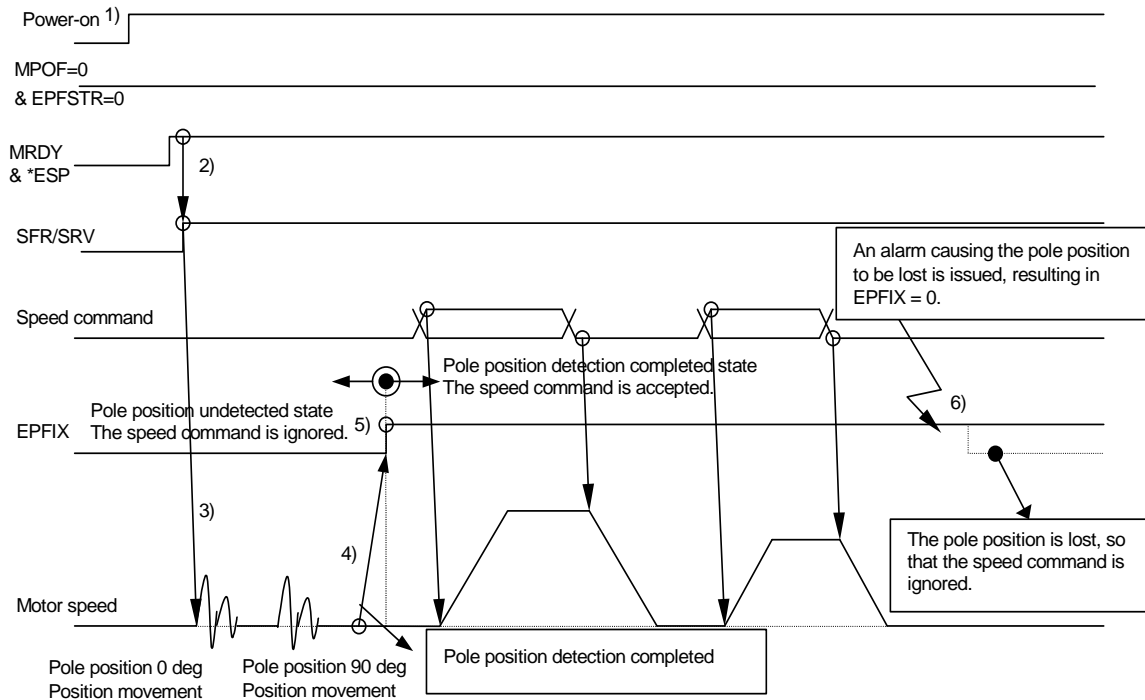 Power-on 1)
MPOF=0
& EPFSTR=0
MRDY
& *ESP
2)
SFR/SRV
An alarm causing the pole position
to be lost is issued, resulting in
EPFIX = 0.
Speed command
Pole position detection completed state
The speed command is accepted.
Pole position undetected state
The speed command is ignored.
5)
6)
EPFIX
3)
4)
The pole position is lost, so
that the speed command is
ignored.
Motor speed
Pole position detection completed
Pole position 0 deg
Position movement
Pole position 90 deg
Position movement